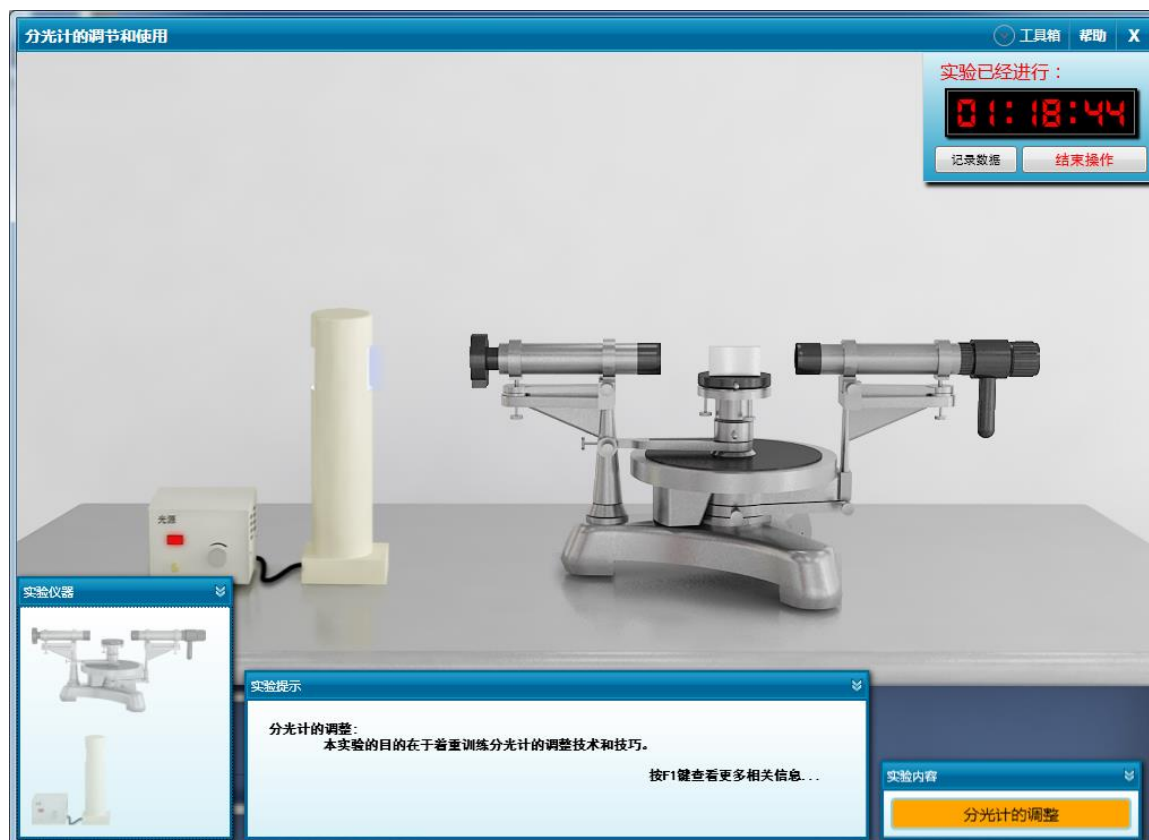 分光计的调节和使用
工具箱 帮助 X
实验已经进行：
01:18:44
记录数据 结束操作
光源
实验仪器
实验提示
分光计的调整:
本实验的目的在于着重训练分光计的调整技术和技巧。
按F1键查看更多相关信息...
实验内容
分光计的调整